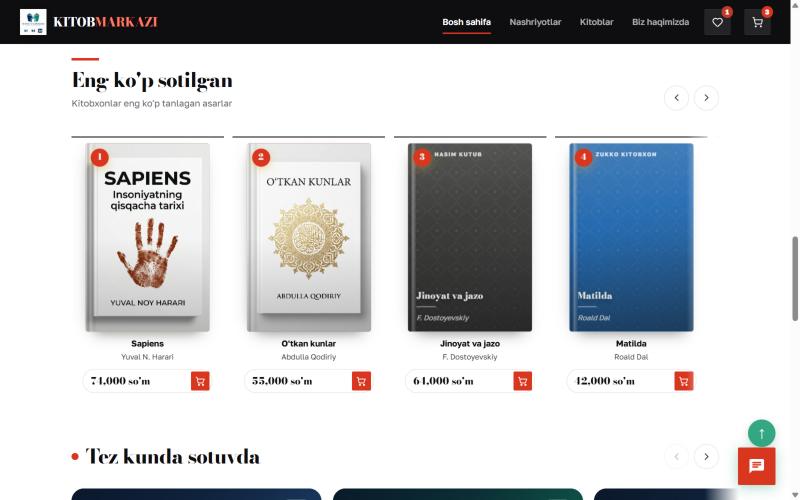 KITOBMARKAZI
Bosh sahifa
Nashriyotlar
Kitoblar
Biz haqimizda
1
3
Eng ko'p sotilgan
Kitobxonlar eng ko'p tanlagan asarlar
1
SAPIENS
Insoniyatning
qisqacha tarixi
YUVAL NOY HARARI
Sapiens
Yuval N. Harari
74,000 so'm
2
O'TKAN KUNLAR
ABDULLA QODIRIY
O'tkan kunlar
Abdulla Qodiriy
55,000 so'm
3
NASIM KUTUB
Jinoyat va jazo
F. Dostoyevskiy
Jinoyat va jazo
F. Dostoyevskiy
64,000 so'm
4
ZUKKO KITOBXON
Matilda
Roald Dal
Matilda
Roald Dal
42,000 so'm
Tez kunda sotuvda